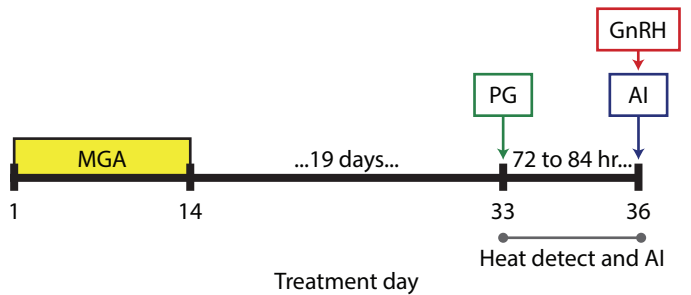 GnRH
PG
AI
MGA
...19 days...
72 to 84 hr...
1
14
33
36
Heat detect and AI
Treatment day